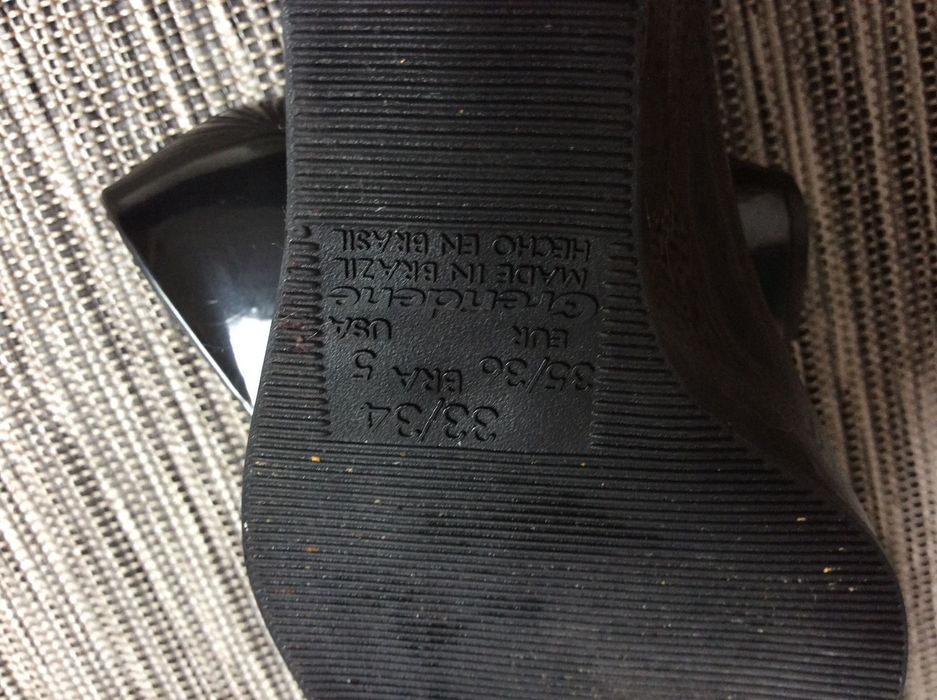 33/34
BRA
35/36 5
EUR USA
Grendene
MADE IN BRAZIL
HECHO EN BRASIL